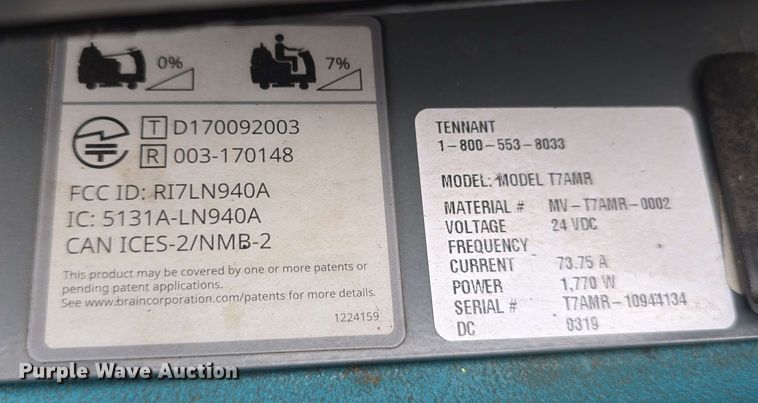 0%
7%
T D170092003
R 003-170148
FCC ID: RI7LN940A
IC: 5131A-LN940A
CAN ICES-2/NMB-2
This product may be covered by one or more patents or
pending patent applications.
See www.braincorporation.com/patents for more details.
1224159
TENNANT
1-800-553-8033
MODEL: MODEL T7AMR
MATERIAL # MV-T7AMR-0002
VOLTAGE 24 VDC
FREQUENCY
CURRENT 73.75 A
POWER 1,770 W
SERIAL # T7AMR-10944134
DC 0319
Purple Wave Auction